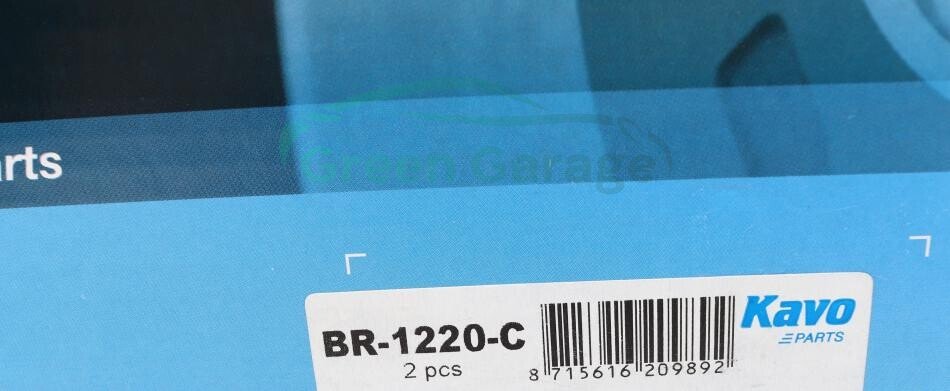 arts
Green Garage
BR-1220-C
2 pcs
8 715616 209892
Kavo
PARTS